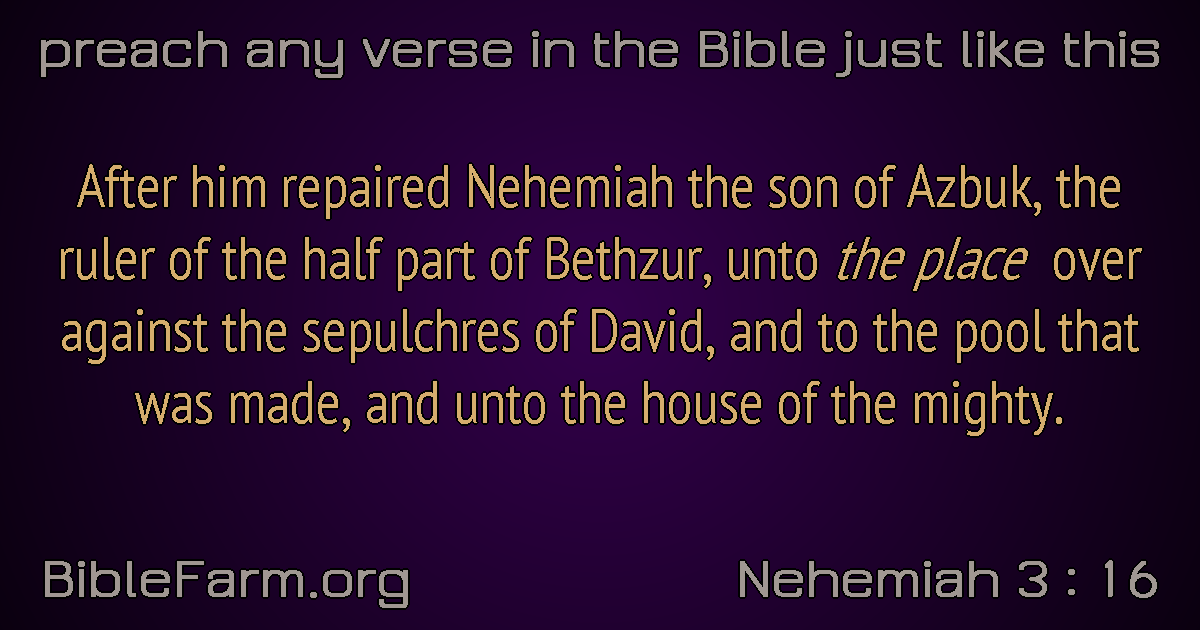 preach any verse in the Bible just like this
After him repaired Nehemiah the son of Azbuk, the
ruler of the half part of Bethzur, unto the place over
against the sepulchres of David, and to the pool that
was made, and unto the house of the mighty.
BibleFarm.org
Nehemiah 3 : 16